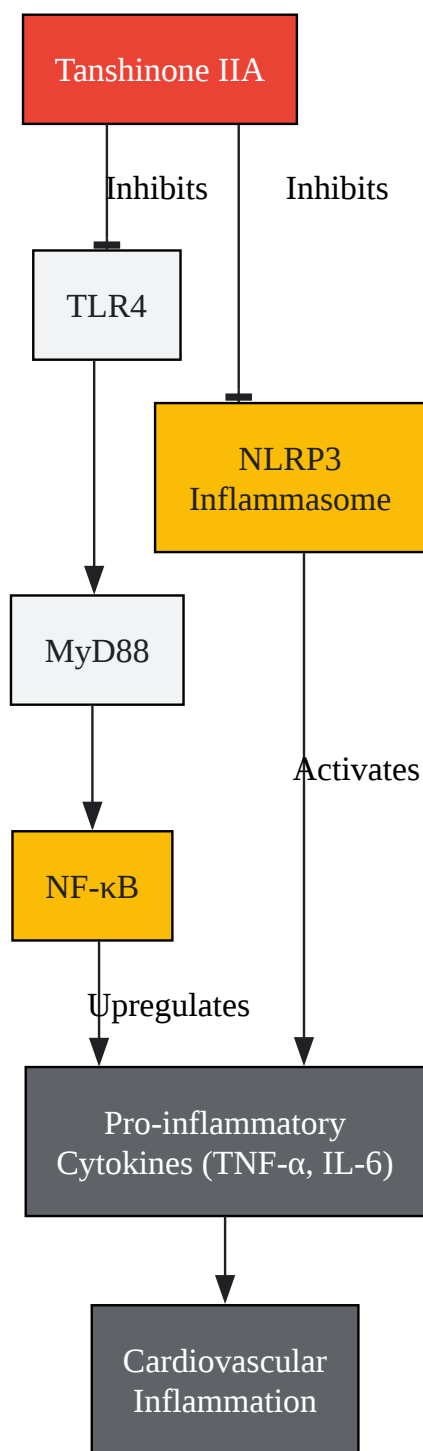 Tanshinone IIA
Inhibits
Inhibits
TLR4
NLRP3
Inflammasome
MyD88
Activates
NF-κB
Upregulates
Pro-inflammatory
Cytokines (TNF-α, IL-6)
Cardiovascular
Inflammation